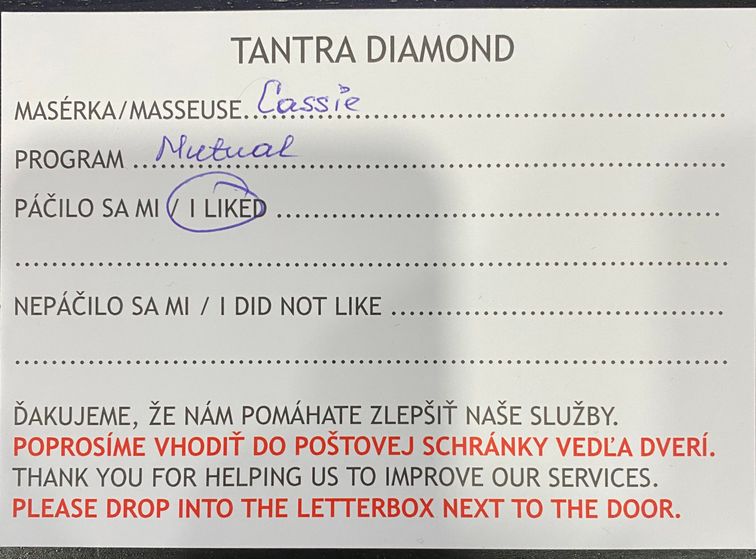 TANTRA DIAMOND
MASÉRKA/MASSEUSE.......Cassie.......
PROGRAM .......Mutual.......
PÁČILO SA MI / I LIKED .......
NEPÁČILO SA MI / I DID NOT LIKE .......
ĎAKUJEME, ŽE NÁM POMÁHATE ZLEPŠIŤ NAŠE SLUŽBY.
POPROSÍME VHODIŤ DO POŠTOVEJ SCHRÁNKY VEDĽA DVERÍ.
THANK YOU FOR HELPING US TO IMPROVE OUR SERVICES.
PLEASE DROP INTO THE LETTERBOX NEXT TO THE DOOR.